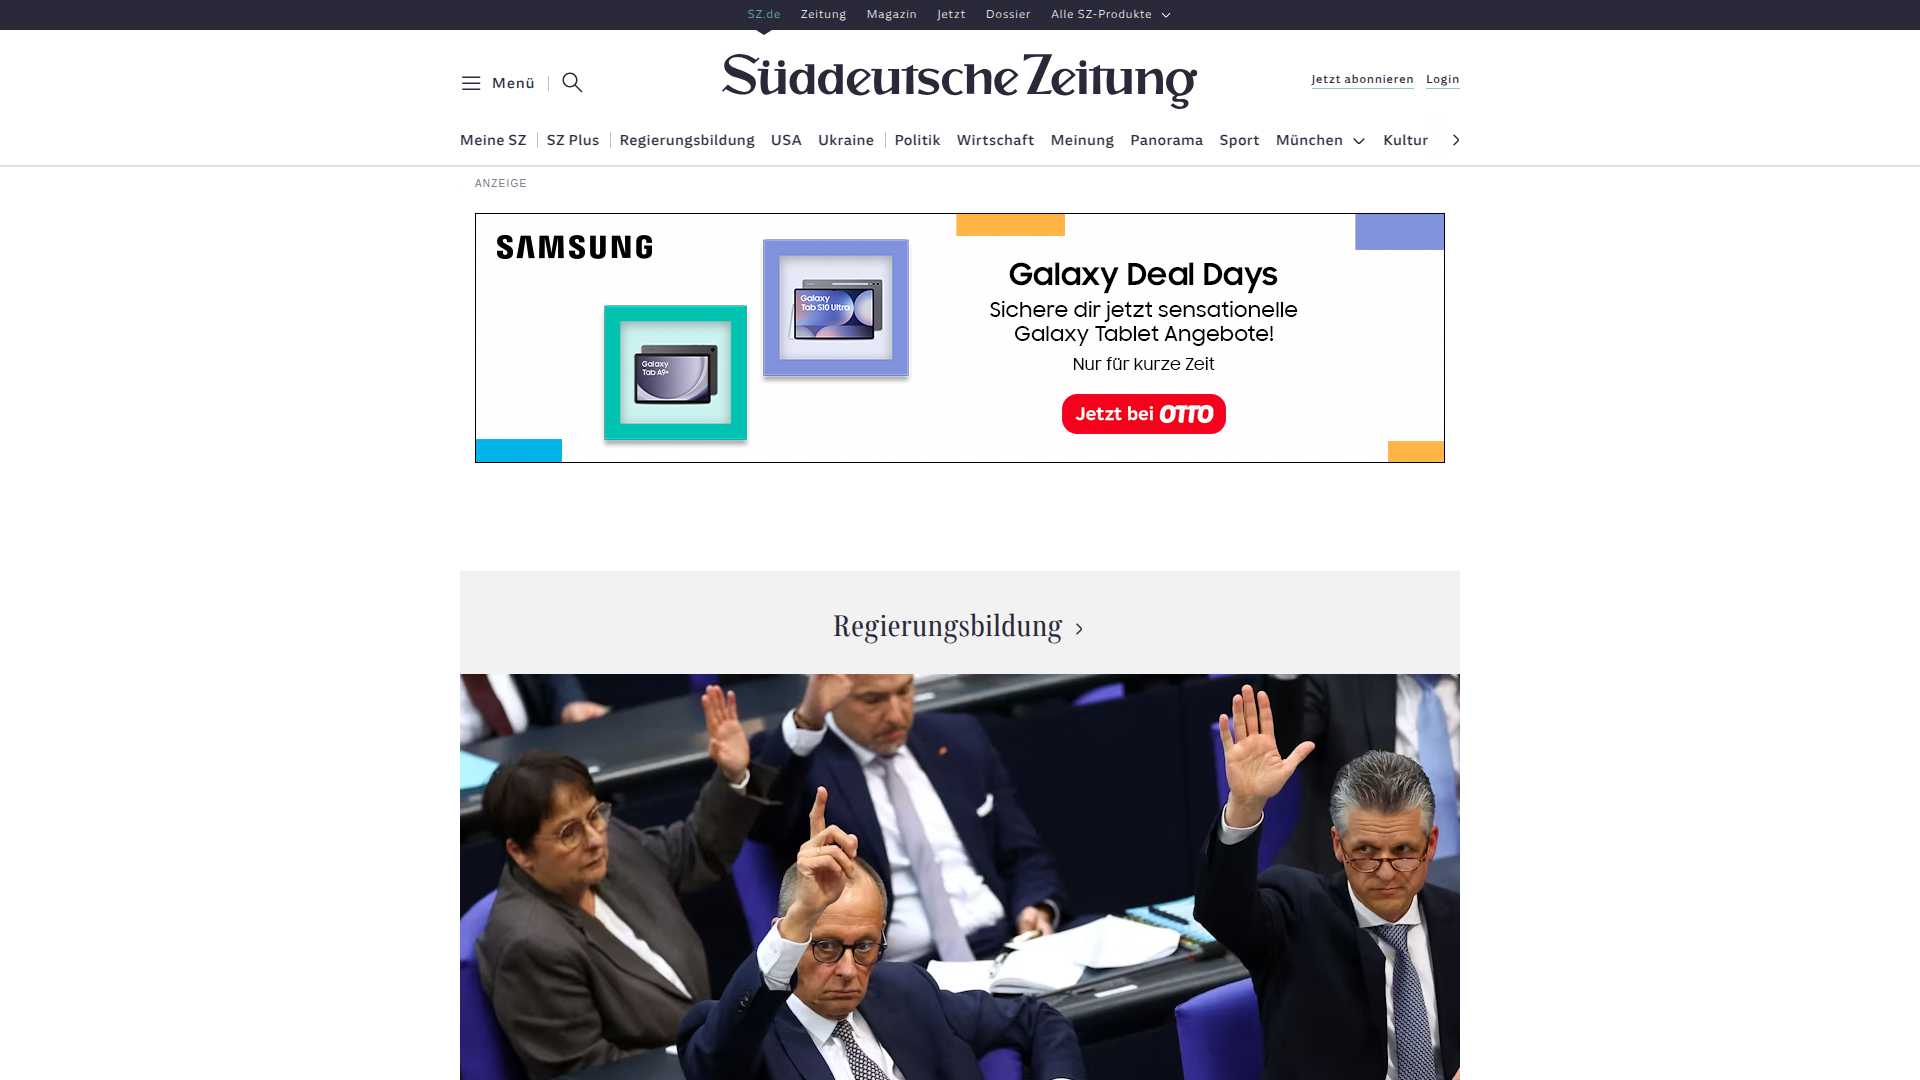 SZ.de Zeitung Magazin Jetzt Dossier Alle SZ-Produkte
Menü
Süddeutsche Zeitung
Jetzt abonnieren Login
Meine SZ SZ Plus Regierungsbildung USA Ukraine Politik Wirtschaft Meinung Panorama Sport München Kultur
ANZEIGE
SAMSUNG
Galaxy
Tab S10 Ultra
Galaxy
Tab A9+
Galaxy Deal Days
Sichere dir jetzt sensationelle
Galaxy Tablet Angebote!
Nur für kurze Zeit
Jetzt bei OTTO
Regierungsbildung